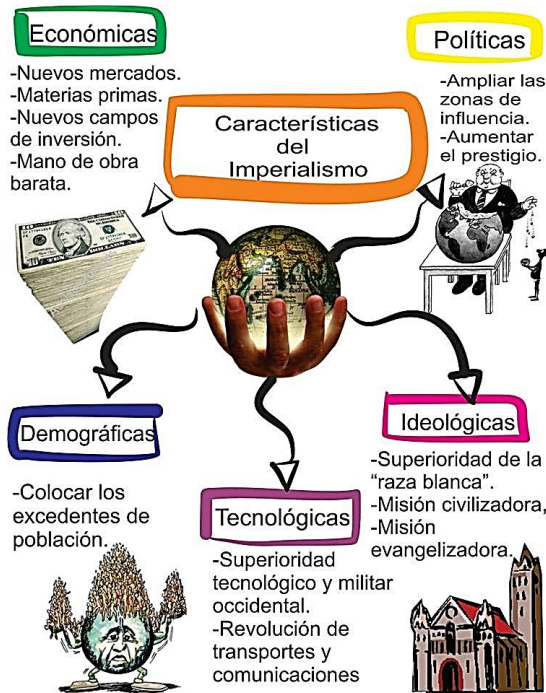 Económicas
-Nuevos mercados.
-Materias primas.
-Nuevos campos
de inversión.
-Mano de obra
barata.
Características
del
Imperialismo
Políticas
-Ampliar las
zonas de
influencia.
-Aumentar
el prestigio.
Demográficas
-Colocar los
excedentes de
población.
Tecnológicas
-Superioridad
tecnológico y militar
occidental.
-Revolución de
transportes y
comunicaciones
Ideológicas
-Superioridad de la
“raza blanca”.
-Misión civilizadora,
-Misión
evangelizadora.